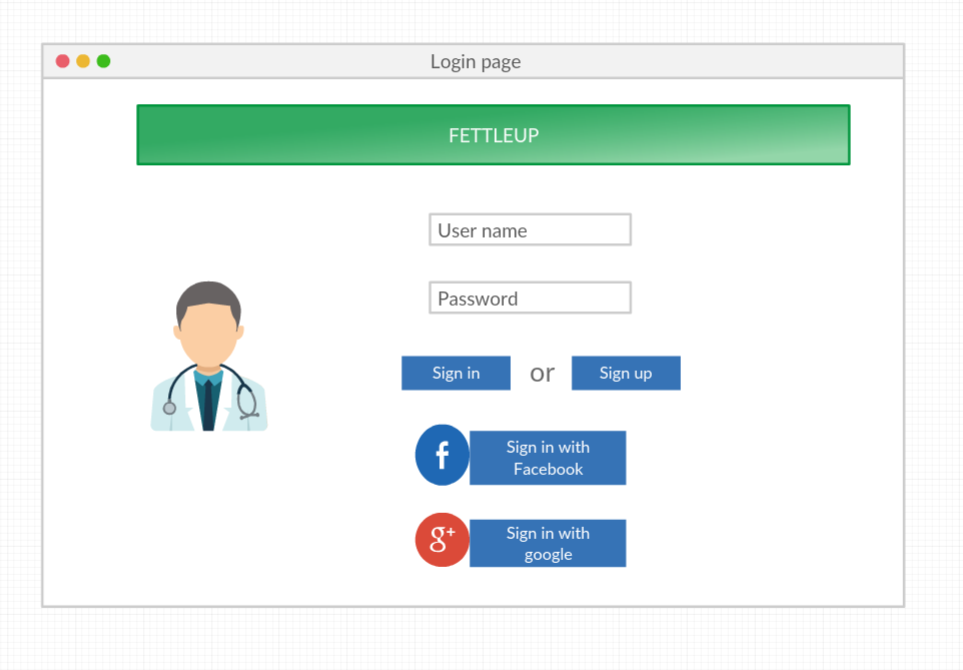 Login page
FETTLEUP
User name
Password
Sign in or Sign up
f
Sign in with
Facebook
g+
Sign in with
google